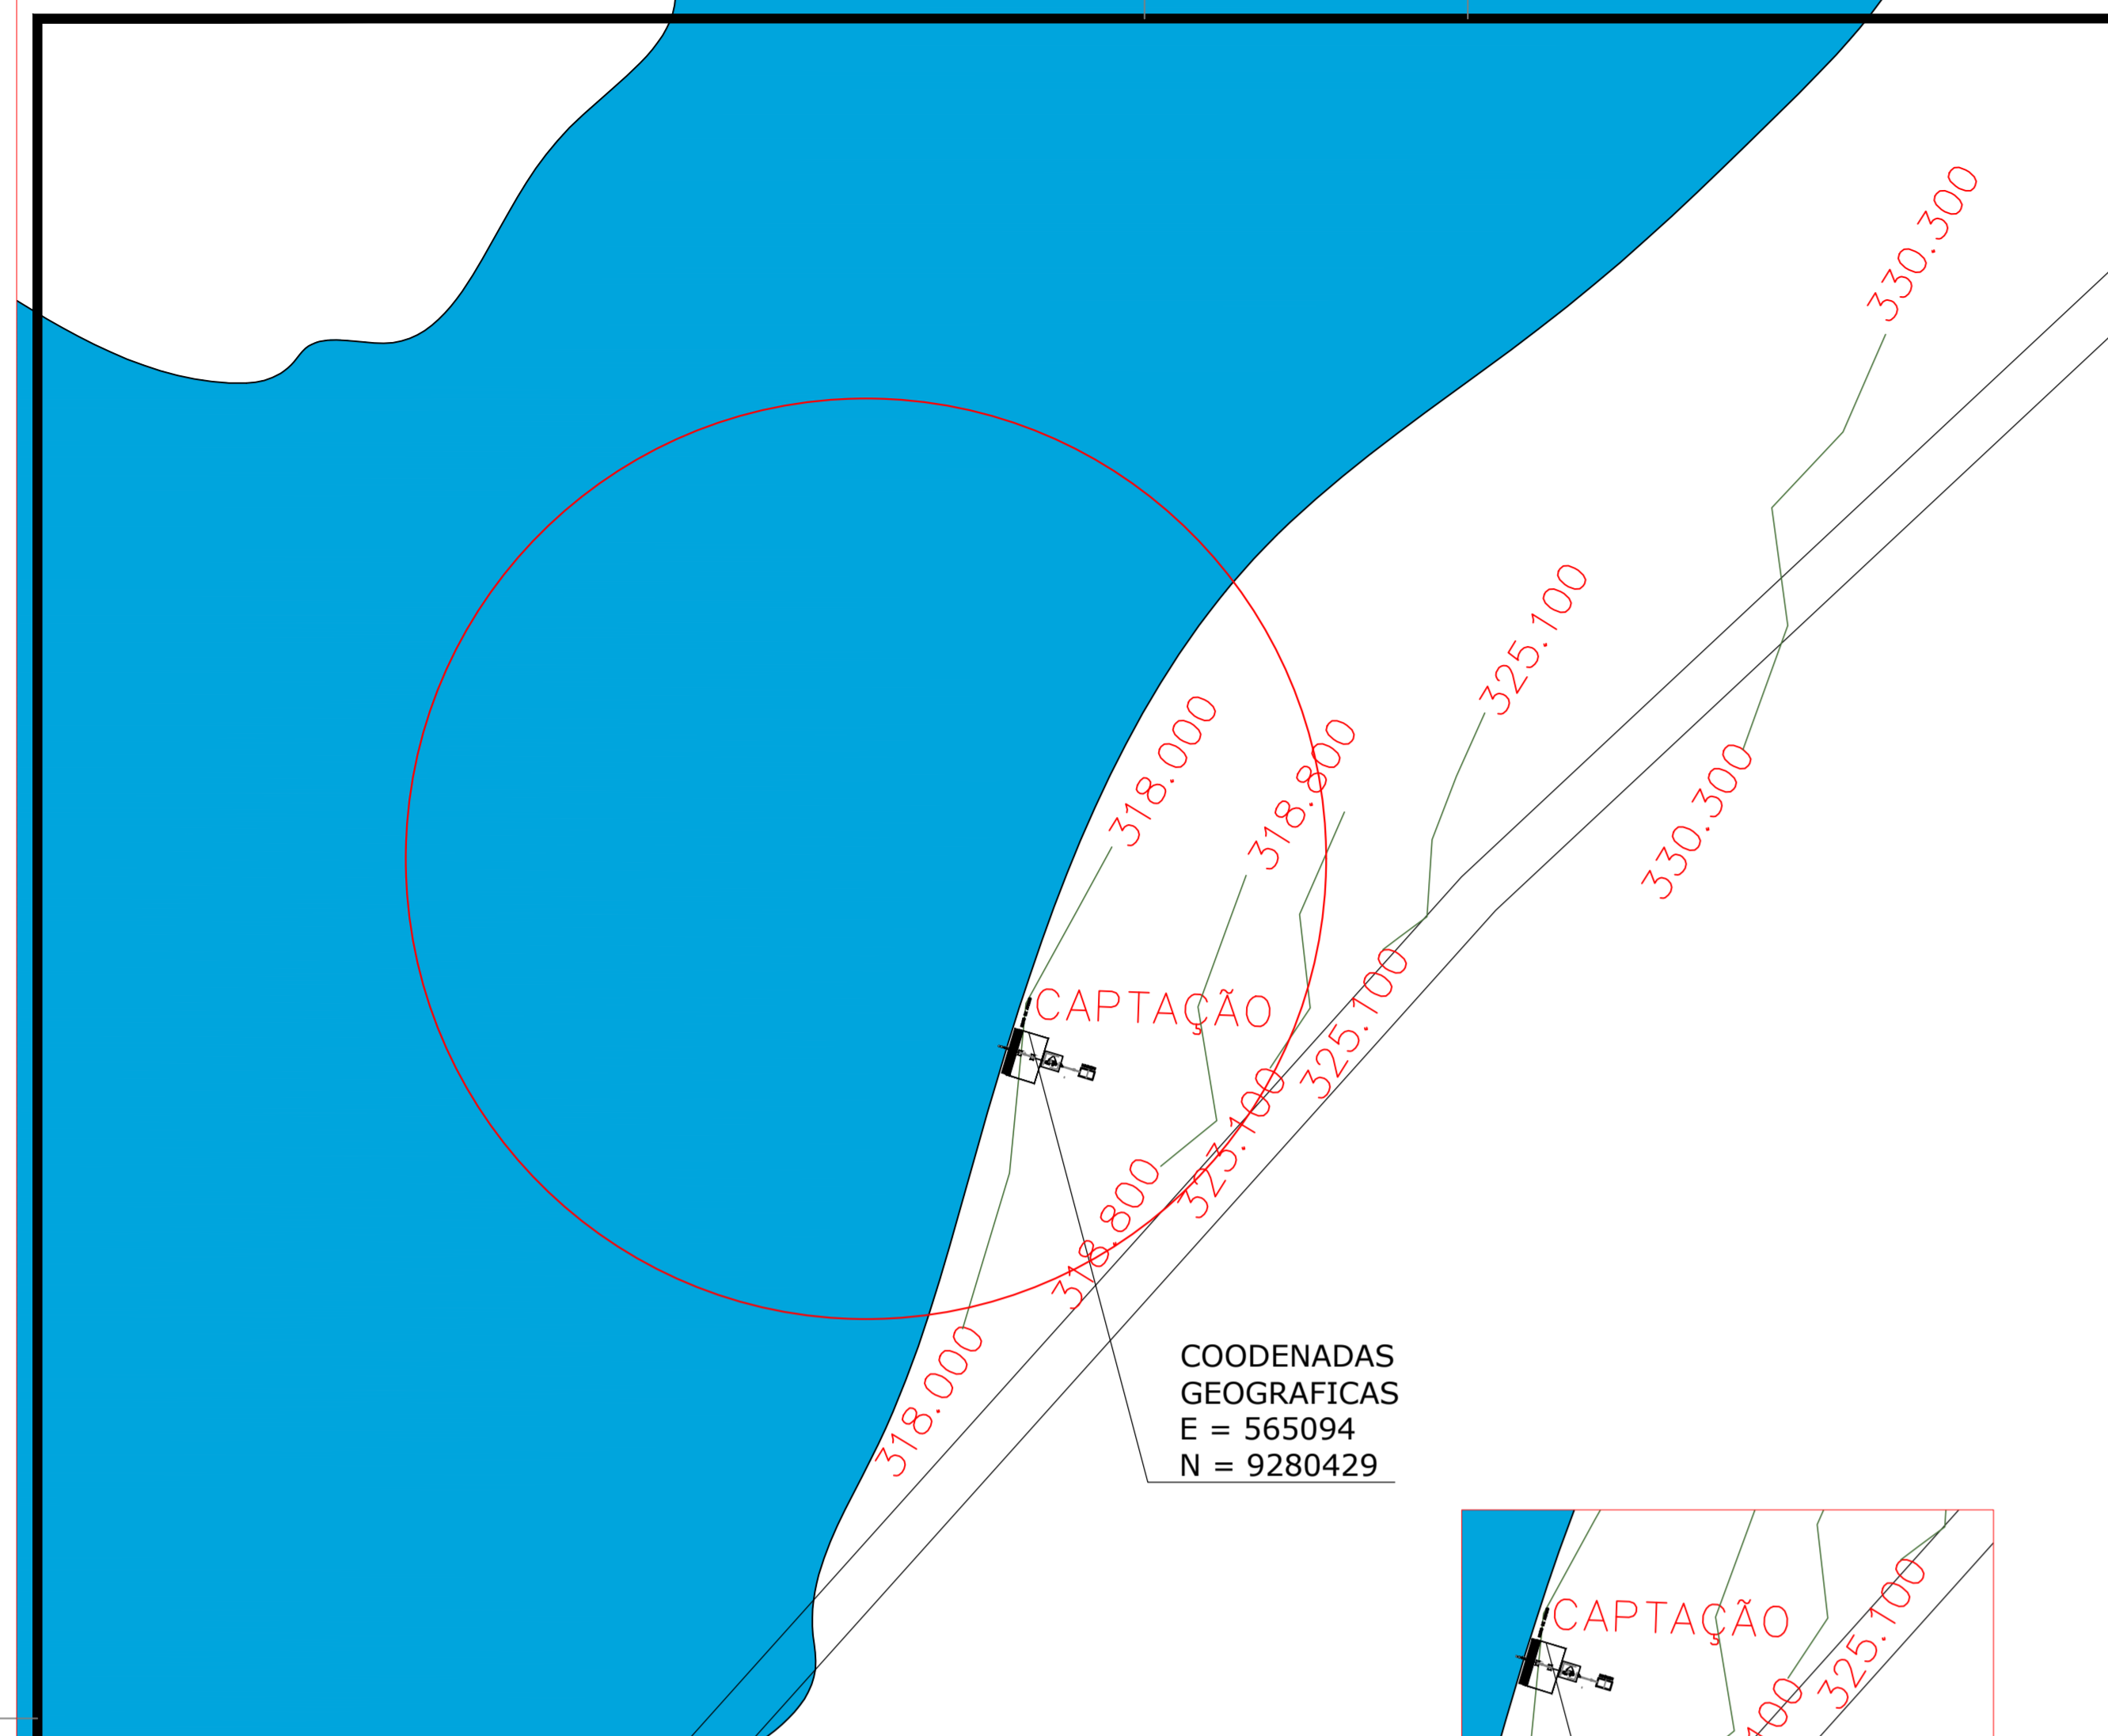 330.300
325.100
318.000
318.800
330.300
CAPTAÇÃO
325.100
325.100
318.800
318.000
COODENADAS
GEOGRAFICAS
E = 565094
N = 9280429
CAPTAÇÃO
325.100